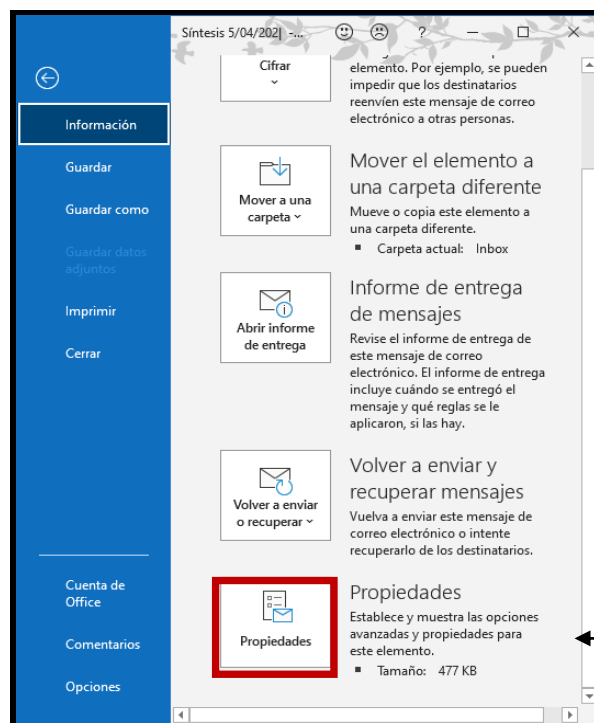 Síntesis 5/04/202| -...
?
Información
Guardar
Guardar como
Guardar datos
adjuntos
Imprimir
Cerrar
Cuenta de
Office
Comentarios
Opciones
Cifrar
elemento. Por ejemplo, se pueden
impedir que los destinatarios
reenvíen este mensaje de correo
electrónico a otras personas.
Mover a una
carpeta
Mover el elemento a
una carpeta diferente
Mueve o copia este elemento a
una carpeta diferente.
▪ Carpeta actual: Inbox
Abrir informe
de entrega
Informe de entrega
de mensajes
Revise el informe de entrega de
este mensaje de correo
electrónico. El informe de entrega
incluye cuándo se entregó el
mensaje y qué reglas se le
aplicaron, si las hay.
Volver a enviar
o recuperar
Volver a enviar y
recuperar mensajes
Vuelva a enviar este mensaje de
correo electrónico o intente
recuperarlo de los destinatarios.
Propiedades
Propiedades
Establece y muestra las opciones
avanzadas y propiedades para
este elemento.
▪ Tamaño: 477 KB